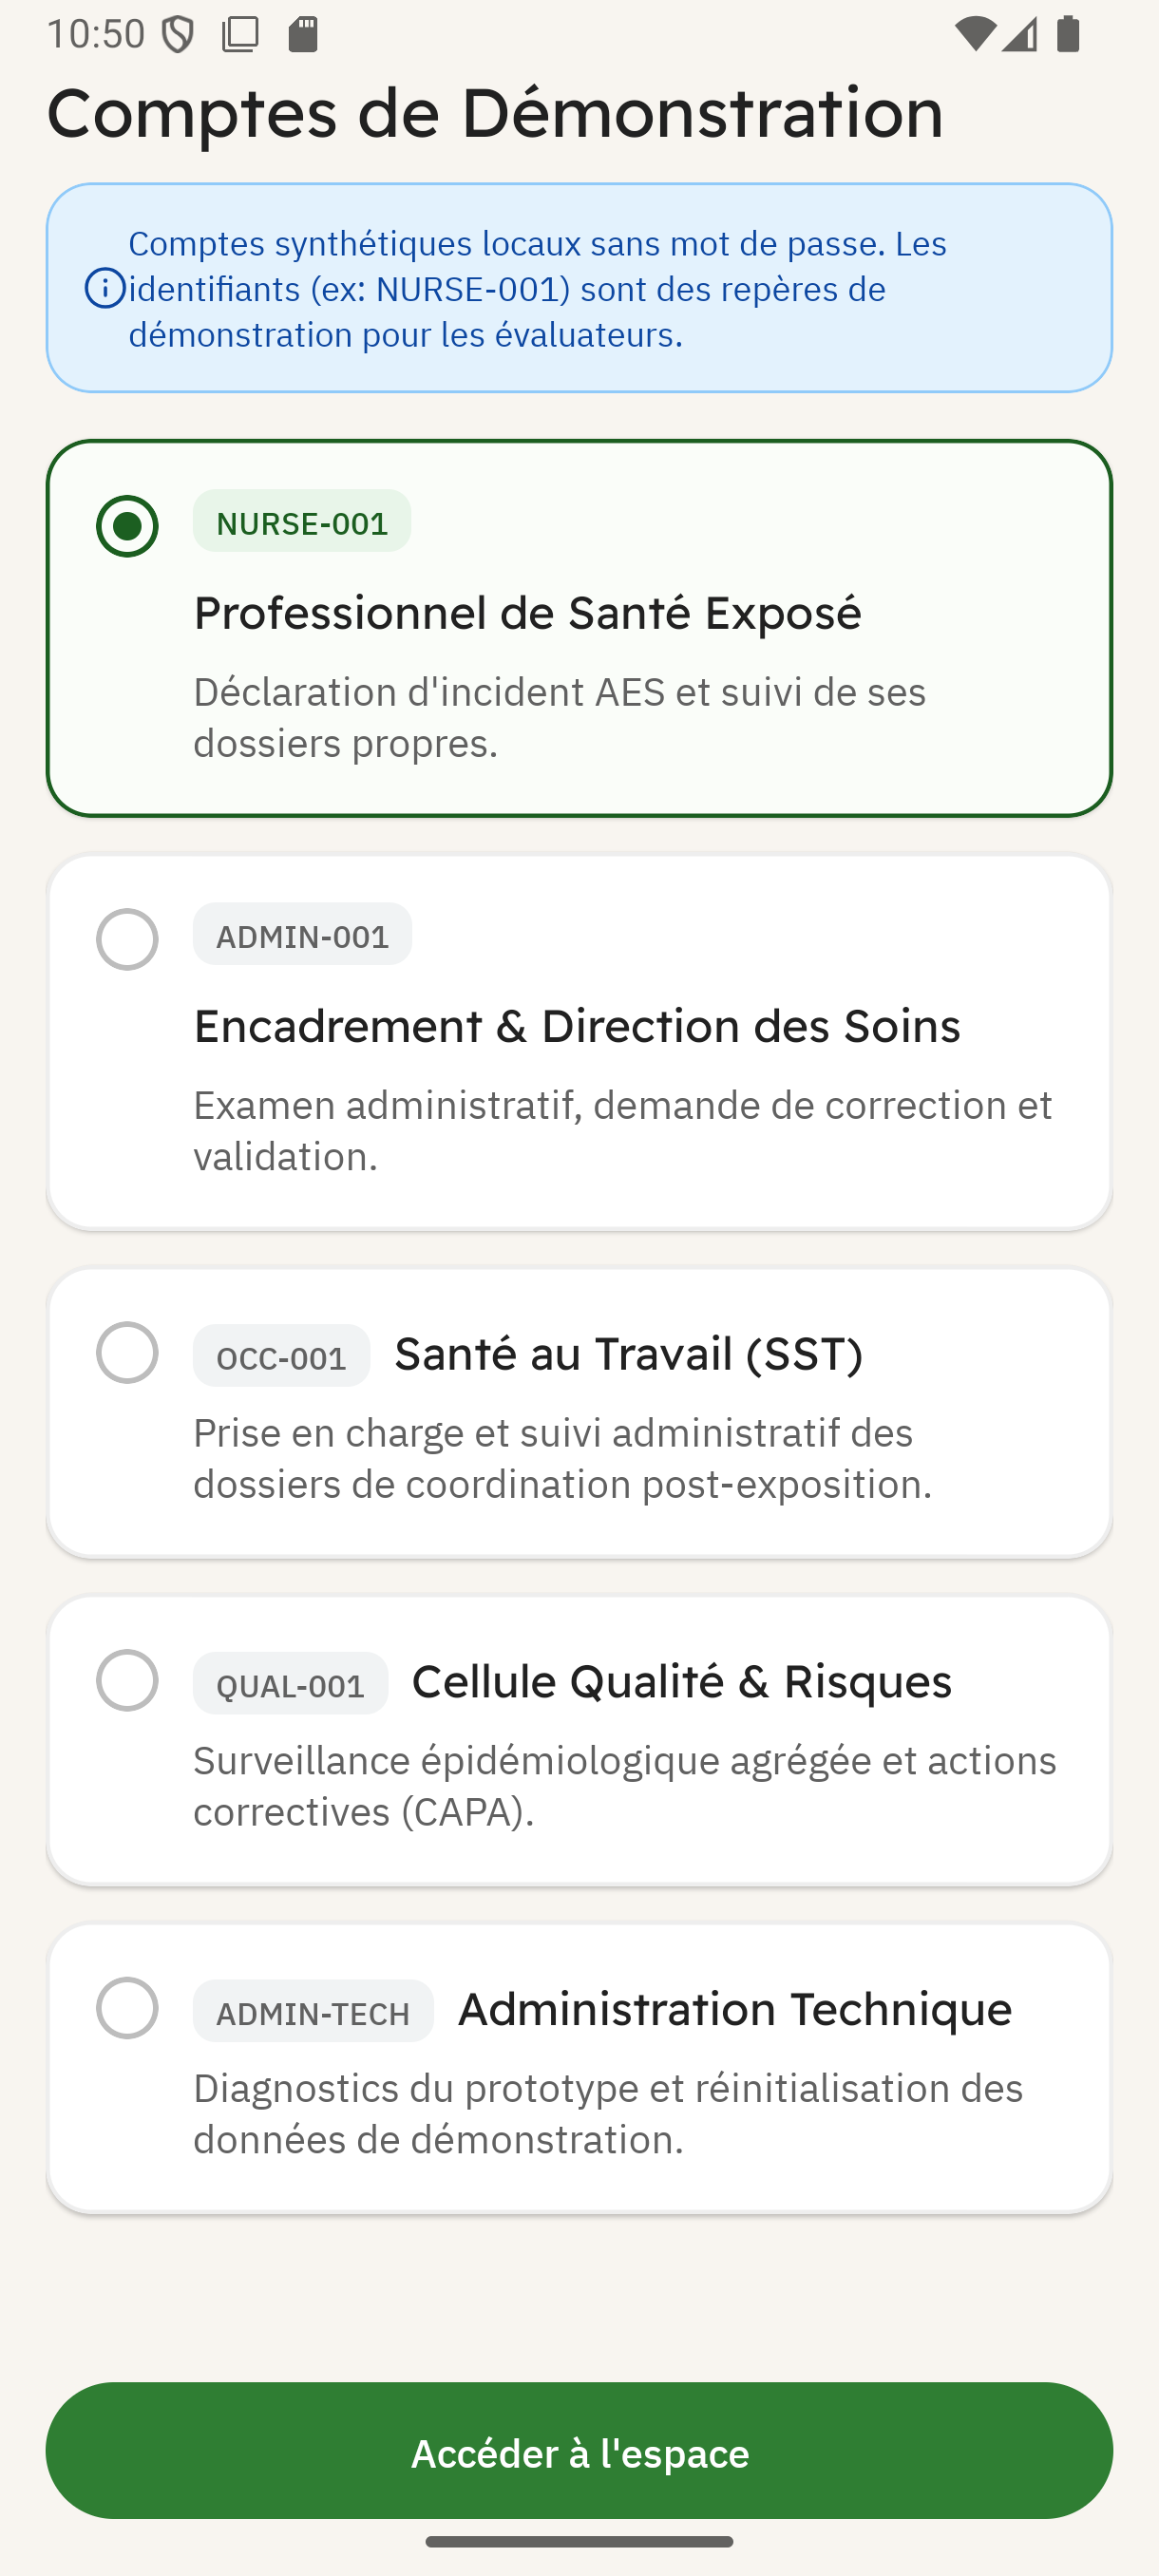 10:50
Comptes de Démonstration
Comptes synthétiques locaux sans mot de passe. Les
identifiants (ex: NURSE-001) sont des repères de
démonstration pour les évaluateurs.
NURSE-001
Professionnel de Santé Exposé
Déclaration d'incident AES et suivi de ses
dossiers propres.
ADMIN-001
Encadrement & Direction des Soins
Examen administratif, demande de correction et
validation.
OCC-001 Santé au Travail (SST)
Prise en charge et suivi administratif des
dossiers de coordination post-exposition.
QUAL-001 Cellule Qualité & Risques
Surveillance épidémiologique agrégée et actions
correctives (CAPA).
ADMIN-TECH Administration Technique
Diagnostics du prototype et réinitialisation des
données de démonstration.
Accéder à l'espace